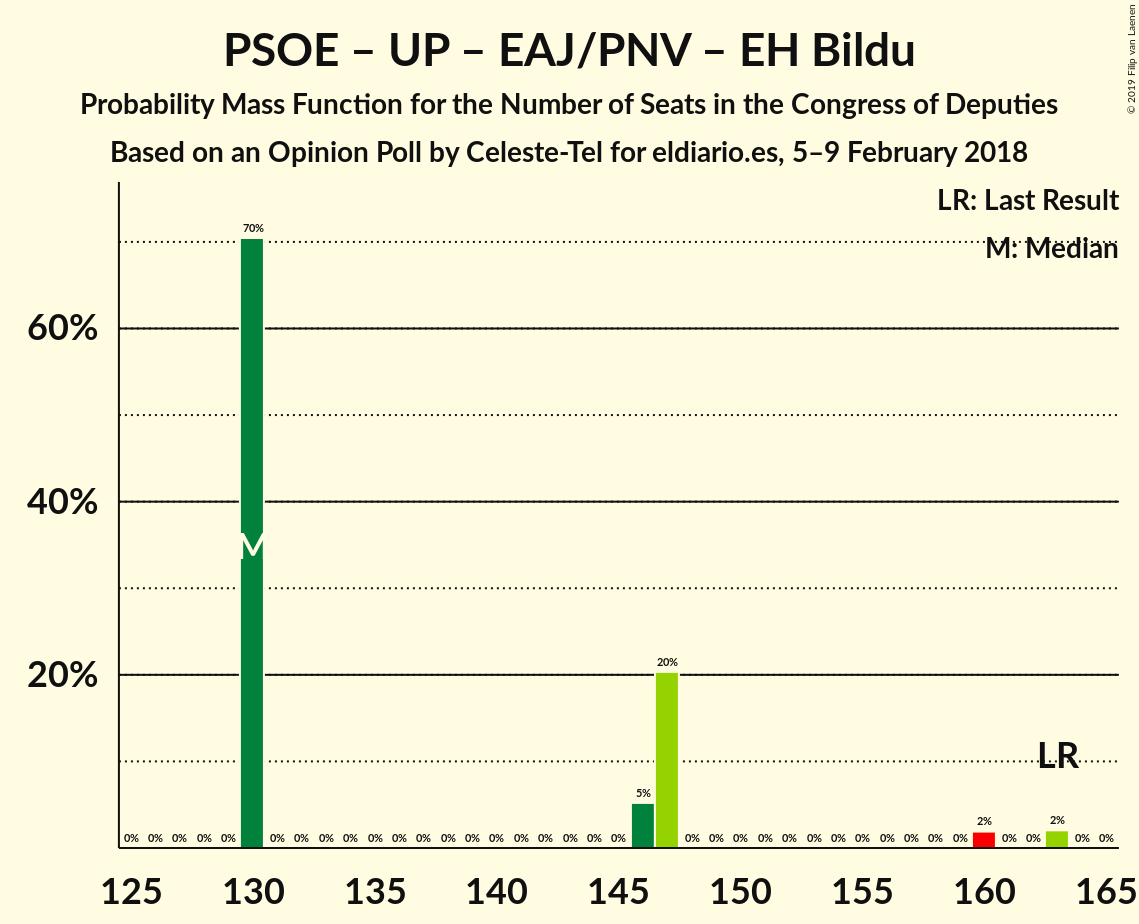 PSOE – UP – EAJ/PNV – EH Bildu
Probability Mass Function for the Number of Seats in the Congress of Deputies
Based on an Opinion Poll by Celeste-Tel for eldiario.es, 5–9 February 2018
© 2019 Filip van Laenen
LR: Last Result
M: Median
70%
60%
40%
M
20%
20%
LR
5%
2% 2%
0% 0% 0% 0% 0% 0% 0% 0% 0% 0% 0% 0% 0% 0% 0% 0% 0% 0% 0% 0% 0% 0% 0% 0% 0% 0% 0% 0% 0% 0% 0% 0% 0% 0% 0% 0%
125 130 135 140 145 150 155 160 165